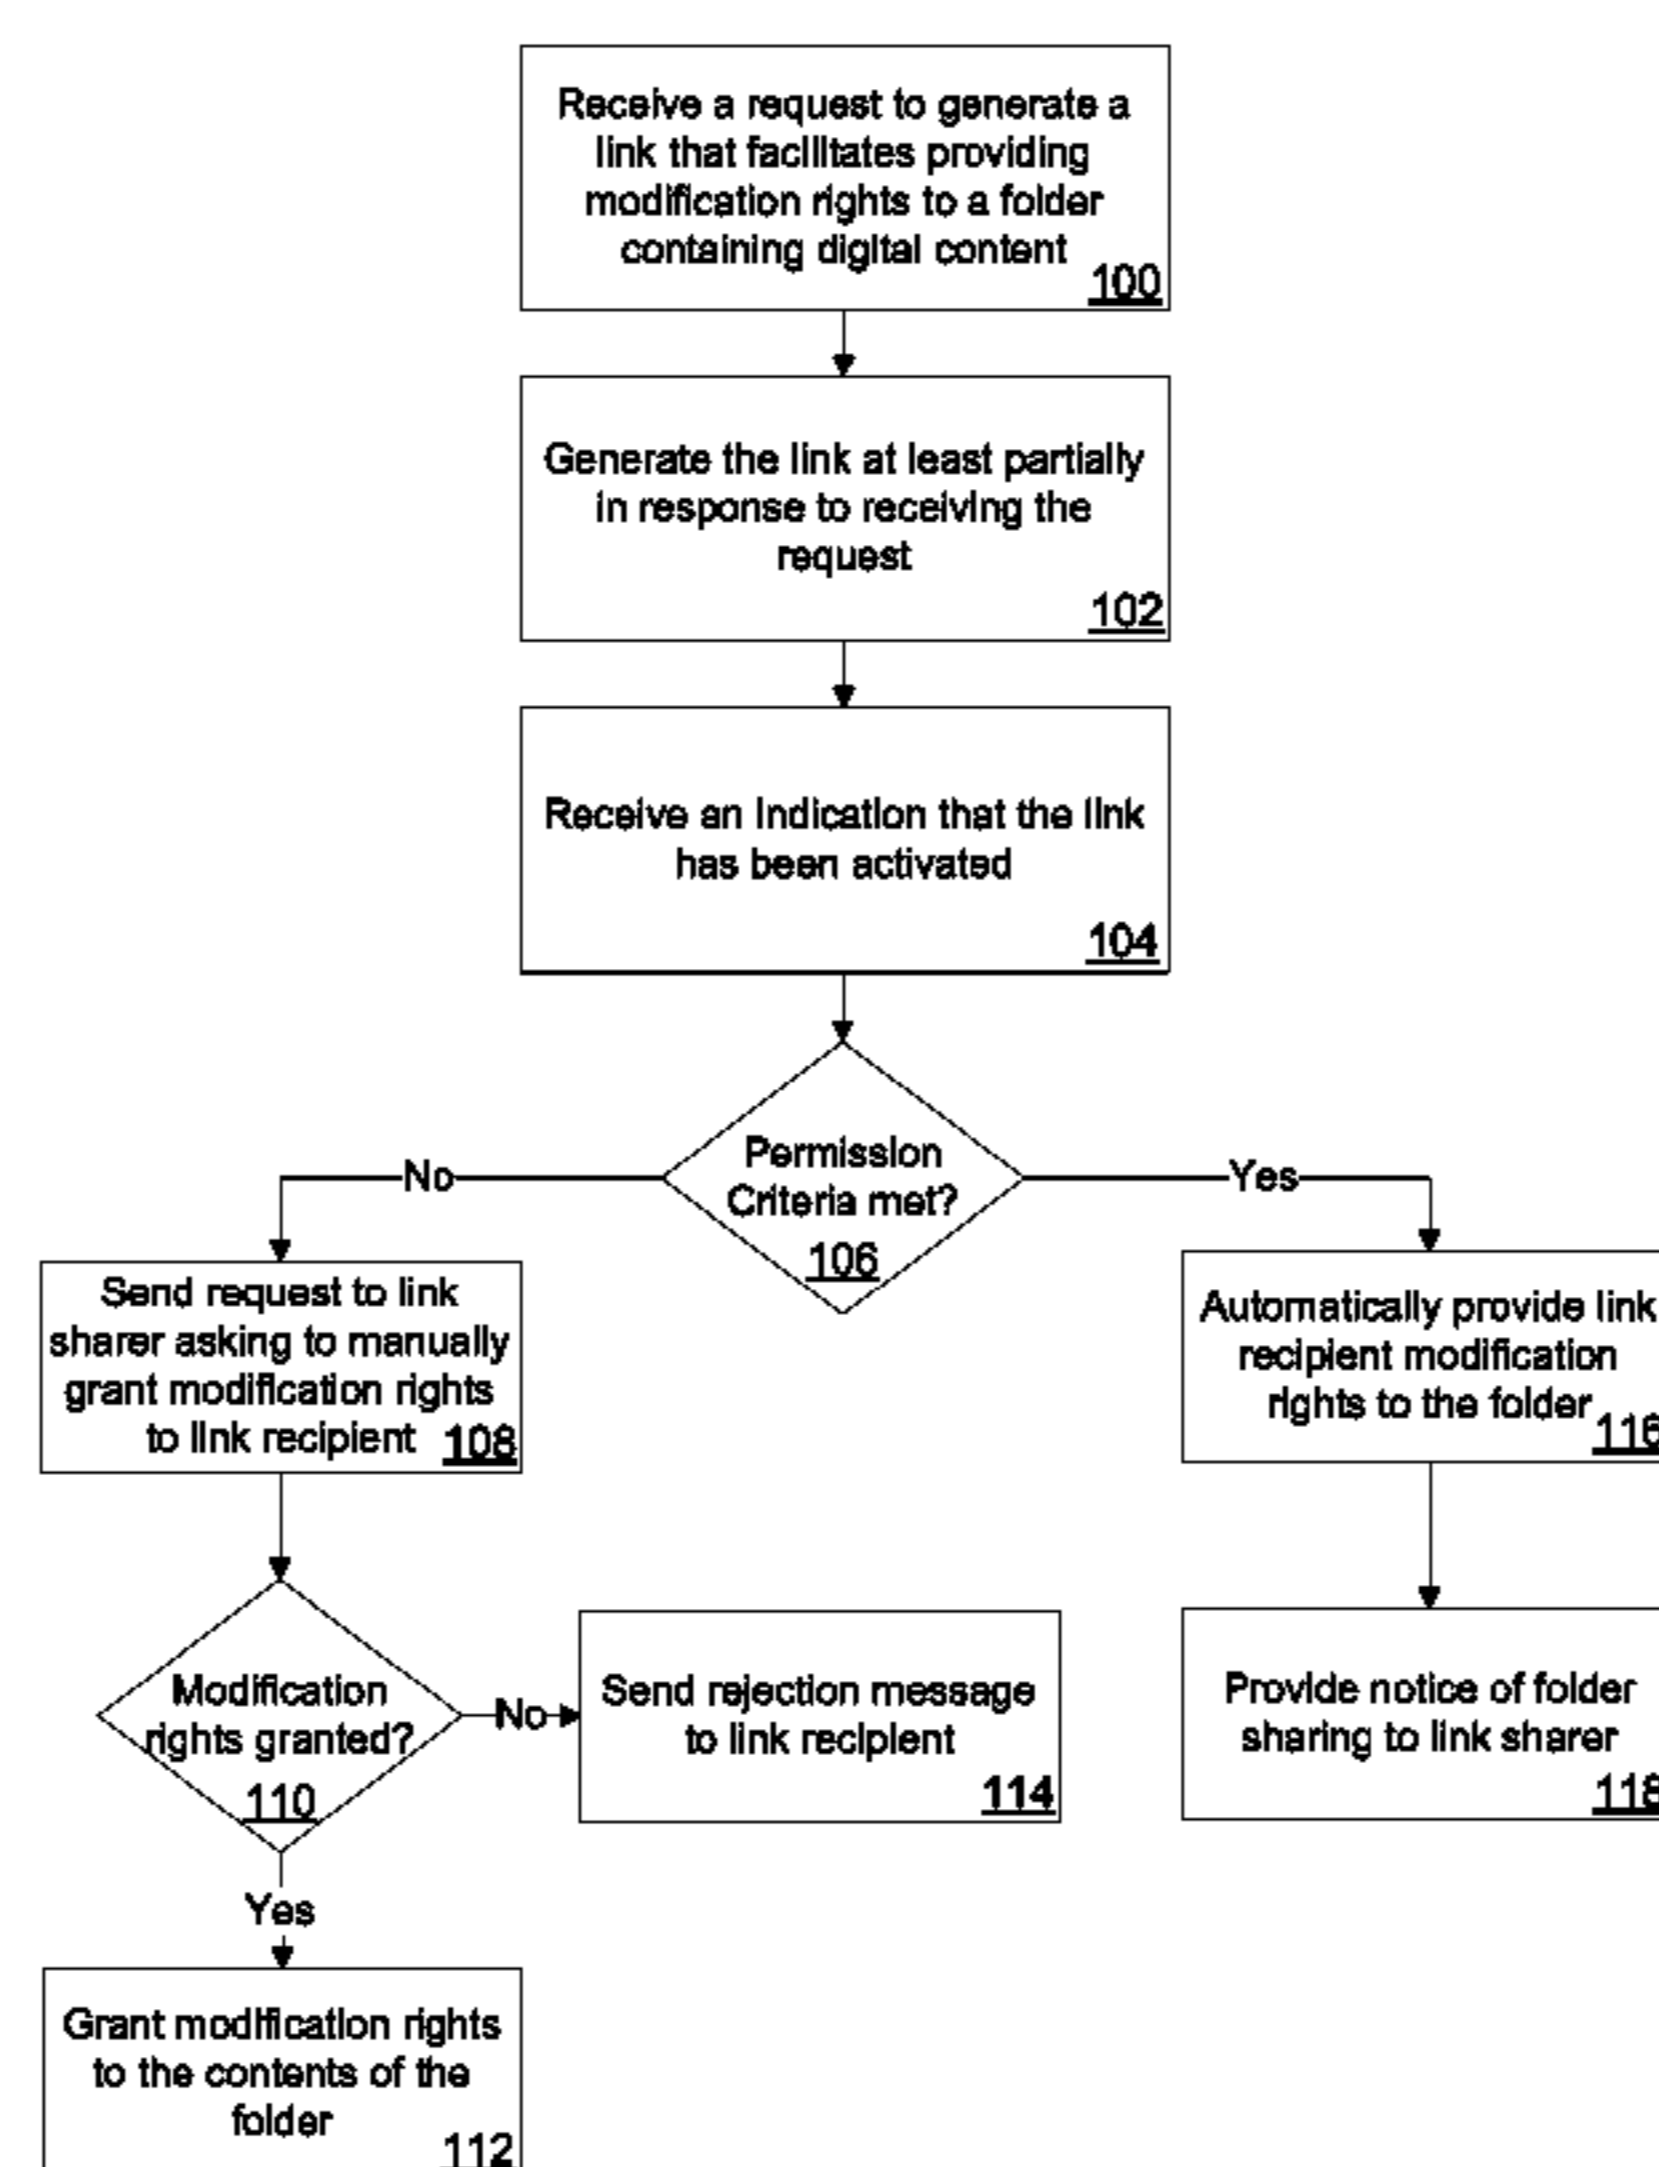 Receive a request to generate a
link that facilitates providing
modification rights to a folder
containing digital content
100
Generate the link at least partially
in response to receiving the
request
102
Receive an indication that the link
has been activated
104
Permission
Criteria met?
106
No
Yes
Send request to link
sharer asking to manually
grant modification rights
to link recipient
108
Automatically provide link
recipient modification
rights to the folder
116
Modification
rights granted?
110
No
Send rejection message
to link recipient
114
Provide notice of folder
sharing to link sharer
118
Yes
Grant modification rights
to the contents of the
folder
112